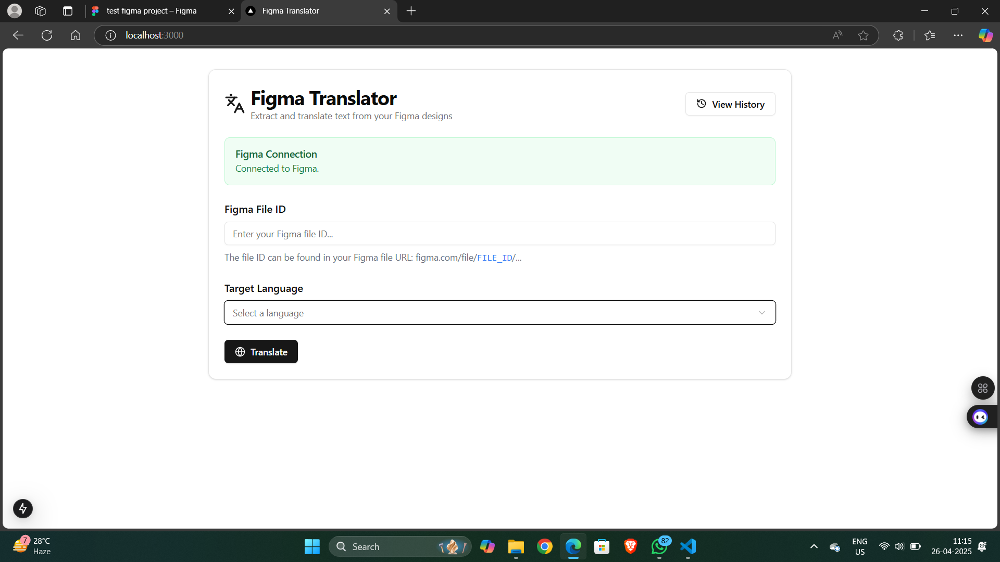 test figma project – Figma
Figma Translator
localhost:3000
Figma Translator
Extract and translate text from your Figma designs
View History
Figma Connection
Connected to Figma.
Figma File ID
Enter your Figma file ID...
The file ID can be found in your Figma file URL: figma.com/file/FILE_ID/...
Target Language
Select a language
Translate
7
28°C
Haze
Search
82
ENG
US
11:15
26-04-2025